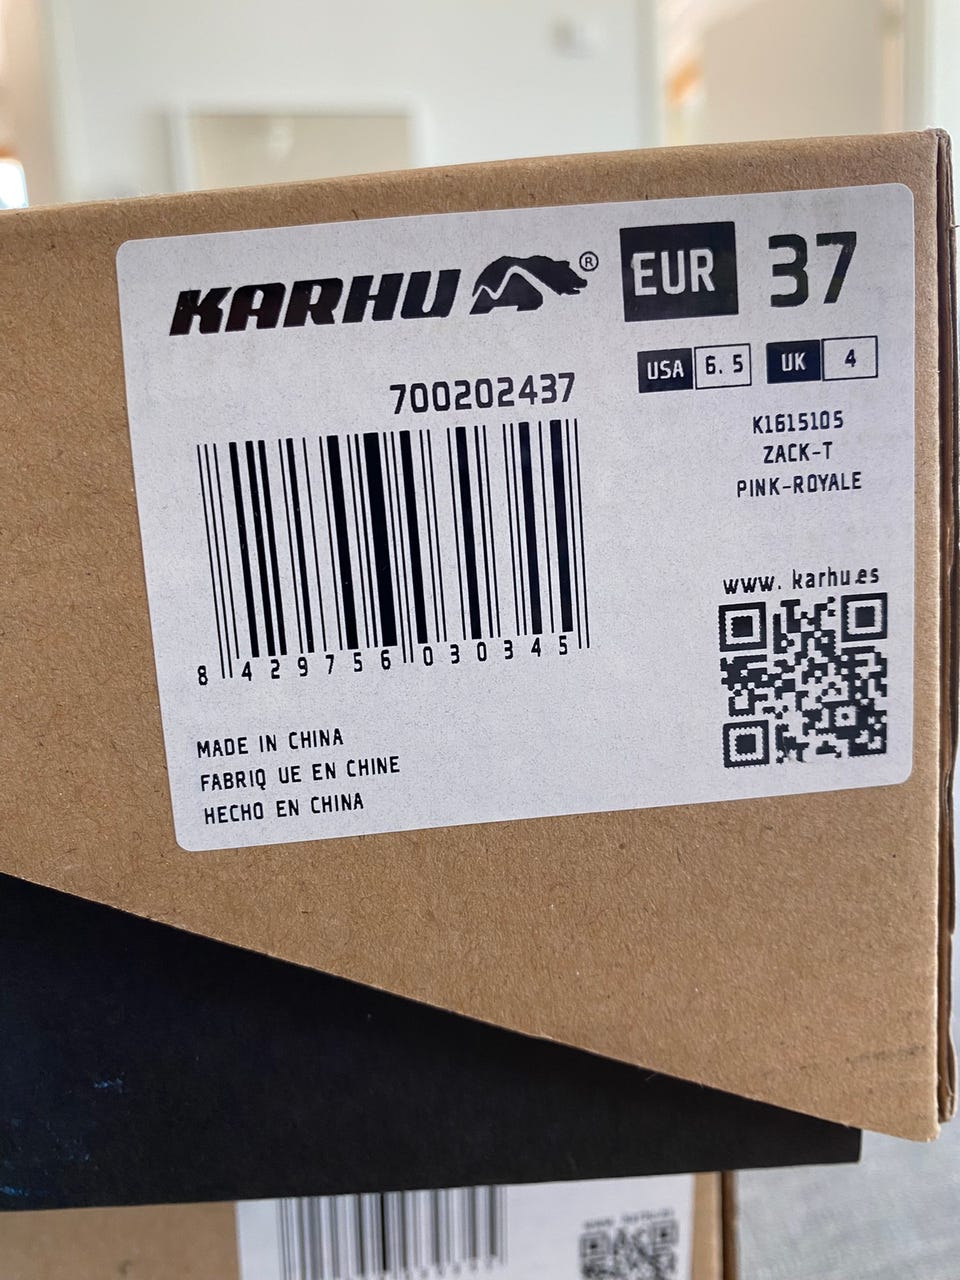 KARHU ®
EUR 37
USA 6.5 UK 4
700202437
K1615105
ZACK-T
PINK-ROYALE
www.karhu.es
8 429756 030345
MADE IN CHINA
FABRIQ UE EN CHINE
HECHO EN CHINA